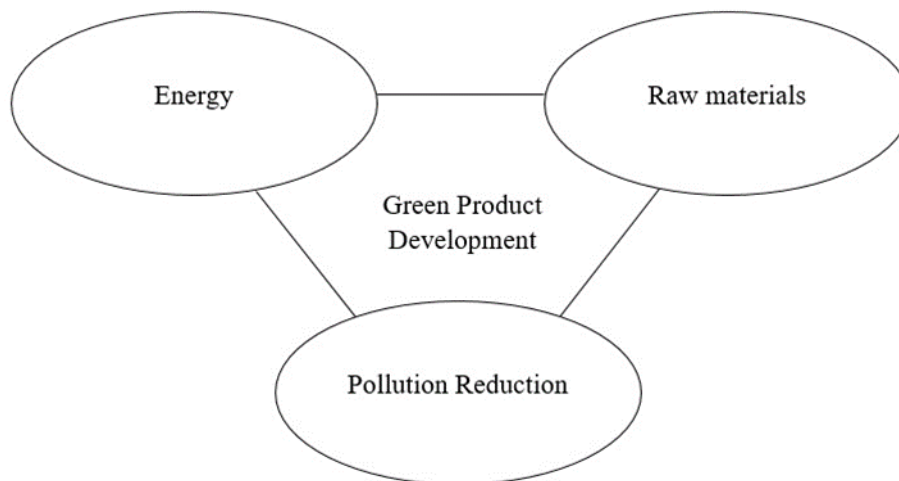 Energy
Raw materials
Green Product
Development
Pollution Reduction